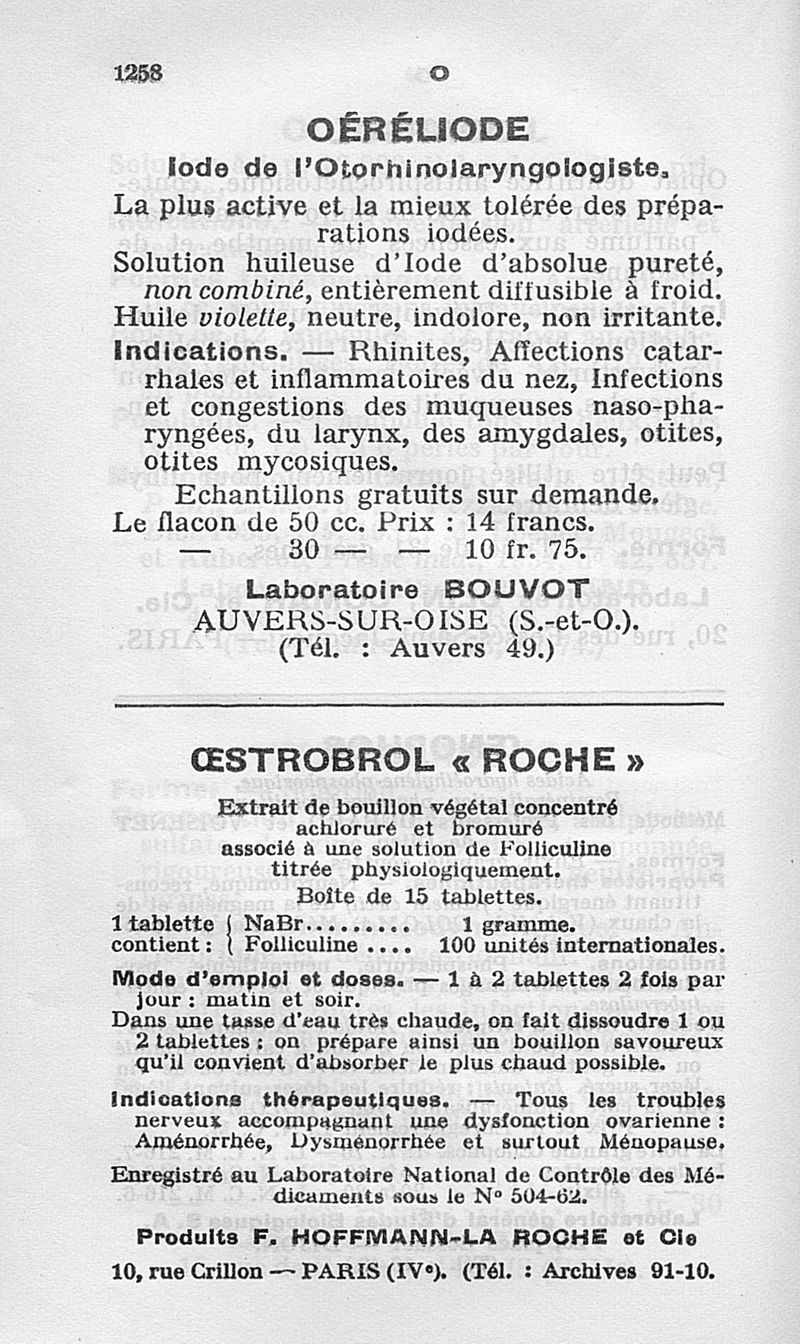 1258
O
OÉRÉLIODE
Iode de l'Otorhinolaryngologiste.
La plus active et la mieux tolérée des prépa-
rations iodées.
Solution huileuse d'Iode d'absolue pureté,
non combiné, entièrement diffusible à froid.
Huile violette, neutre, indolore, non irritante.
Indications. — Rhinites, Affections catar-
rhales et inflammatoires du nez, Infections
et congestions des muqueuses naso-pha-
ryngées, du larynx, des amygdales, otites,
otites mycosiques.
Echantillons gratuits sur demande.
Le flacon de 50 cc. Prix : 14 francs.
— 30 — — 10 fr. 75.
Laboratoire BOUVOT
AUVERS-SUR-OISE (S.-et-O.).
(Tél. : Auvers 49.)
ŒSTROBROL « ROCHE »
Extrait de bouillon végétal concentré
achloruré et bromuré
associé à une solution de Folliculine
titrée physiologiquement.
Boîte de 15 tablettes.
1 tablette { NaBr......... 1 gramme.
contient : { Folliculine .... 100 unités internationales.
Mode d'emploi et doses. — 1 à 2 tablettes 2 fois par
jour : matin et soir.
Dans une tasse d'eau très chaude, on fait dissoudre 1 ou
2 tablettes ; on prépare ainsi un bouillon savoureux
qu'il convient d'absorber le plus chaud possible.
Indications thérapeutiques. — Tous les troubles
nerveux accompagnant une dysfonction ovarienne :
Aménorrhée, Dysménorrhée et surtout Ménopause.
Enregistré au Laboratoire National de Contrôle des Mé-
dicaments sous le N° 504-62.
Produits F. HOFFMANN-LA ROCHE et Cie
10, rue Crillon — PARIS (IVe). (Tél. : Archives 91-10.